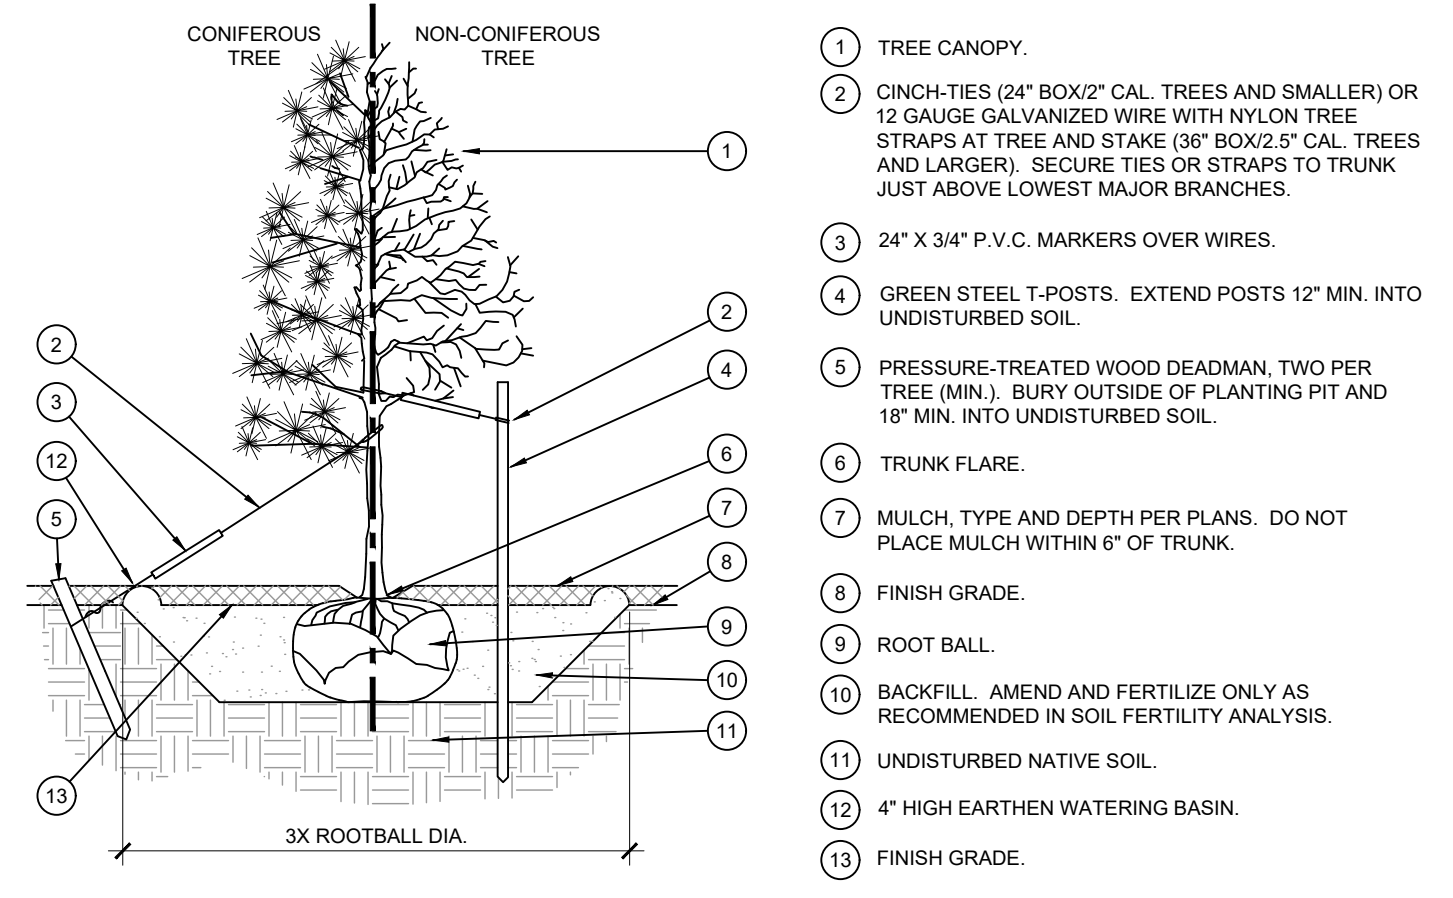 CONIFEROUS
TREE
NON-CONIFEROUS
TREE
1
2
4
6
7
8
9
10
11
2
3
12
5
13
3X ROOTBALL DIA.
1 TREE CANOPY.
2 CINCH-TIES (24" BOX/2" CAL. TREES AND SMALLER) OR
12 GAUGE GALVANIZED WIRE WITH NYLON TREE
STRAPS AT TREE AND STAKE (36" BOX/2.5" CAL. TREES
AND LARGER). SECURE TIES OR STRAPS TO TRUNK
JUST ABOVE LOWEST MAJOR BRANCHES.
3 24" X 3/4" P.V.C. MARKERS OVER WIRES.
4 GREEN STEEL T-POSTS. EXTEND POSTS 12" MIN. INTO
UNDISTURBED SOIL.
5 PRESSURE-TREATED WOOD DEADMAN, TWO PER
TREE (MIN.). BURY OUTSIDE OF PLANTING PIT AND
18" MIN. INTO UNDISTURBED SOIL.
6 TRUNK FLARE.
7 MULCH, TYPE AND DEPTH PER PLANS. DO NOT
PLACE MULCH WITHIN 6" OF TRUNK.
8 FINISH GRADE.
9 ROOT BALL.
10 BACKFILL. AMEND AND FERTILIZE ONLY AS
RECOMMENDED IN SOIL FERTILITY ANALYSIS.
11 UNDISTURBED NATIVE SOIL.
12 4" HIGH EARTHEN WATERING BASIN.
13 FINISH GRADE.